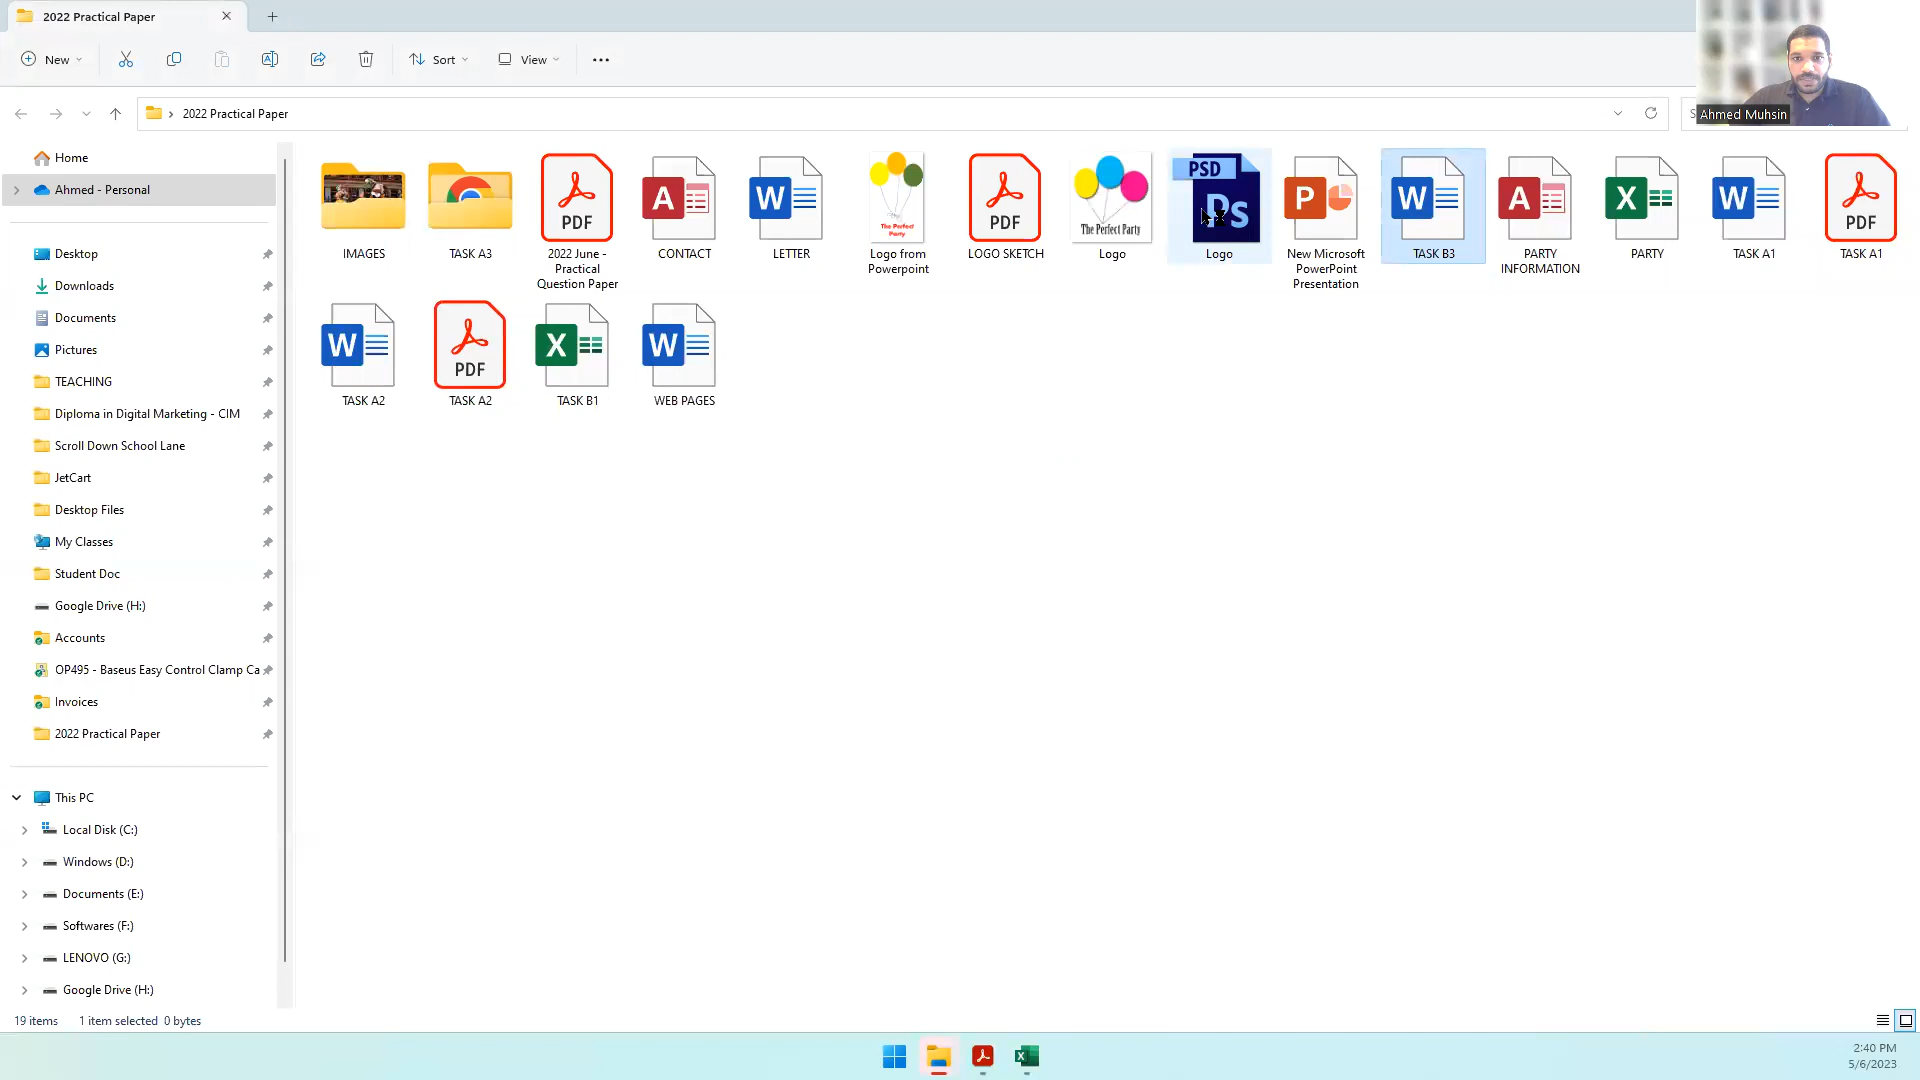 2022 Practical Paper
New
Sort
View
2022 Practical Paper
S
Ahmed Muhsin
Home
Ahmed - Personal
Desktop
Downloads
Documents
Pictures
TEACHING
Diploma in Digital Marketing - CIM
Scroll Down School Lane
JetCart
Desktop Files
My Classes
Student Doc
Google Drive (H:)
Accounts
OP495 - Baseus Easy Control Clamp Ca
Invoices
2022 Practical Paper
This PC
Local Disk (C:)
Windows (D:)
Documents (E:)
Softwares (F:)
LENOVO (G:)
Google Drive (H:)
IMAGES
TASK A3
PDF
2022 June -
Practical
Question Paper
A
CONTACT
W
LETTER
The Perfect
Party
Logo from
Powerpoint
PDF
LOGO SKETCH
The Perfect Party
Logo
PSD
Ps
Logo
P
New Microsoft
PowerPoint
Presentation
W
TASK B3
A
PARTY
INFORMATION
X
PARTY
W
TASK A1
PDF
TASK A1
W
TASK A2
PDF
TASK A2
X
TASK B1
W
WEB PAGES
19 items
1 item selected 0 bytes
2:40 PM
5/6/2023